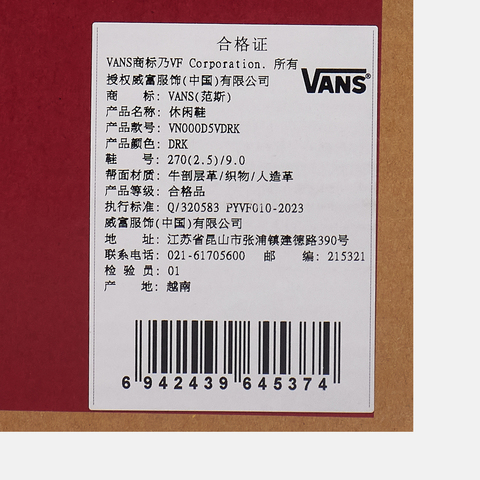 合格证
VANS商标乃VF Corporation. 所有
授权威富服饰(中国)有限公司
VANS®
商 标: VANS(范斯)
产品名称: 休闲鞋
产品款号: VN000D5VDRK
产品颜色: DRK
鞋 号: 270(2.5)/9.0
帮面材质: 牛剖层革/织物/人造革
产品等级: 合格品
执行标准: Q/320583 PYVF010-2023
威富服饰(中国)有限公司
地 址: 江苏省昆山市张浦镇建德路390号
联系电话: 021-61705600 邮 编: 215321
检 验 员: 01
产 地: 越南
6 942439 645374